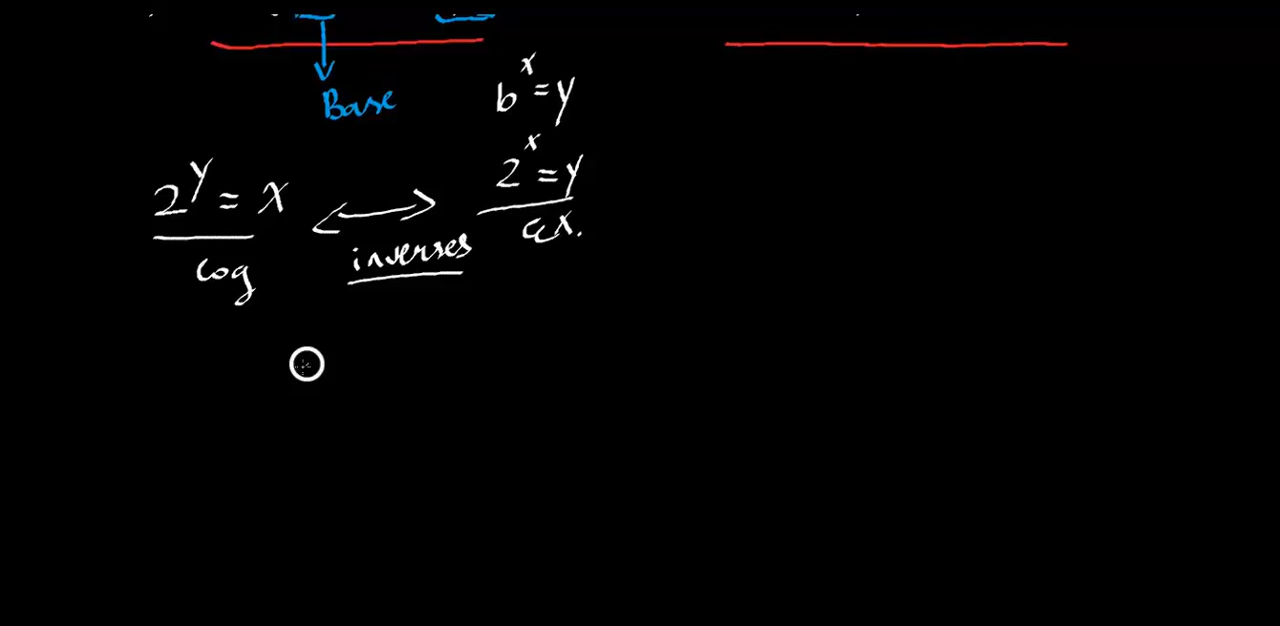 Base
b^x = y
2^y = x
2^x = y
inverses
log
ex.